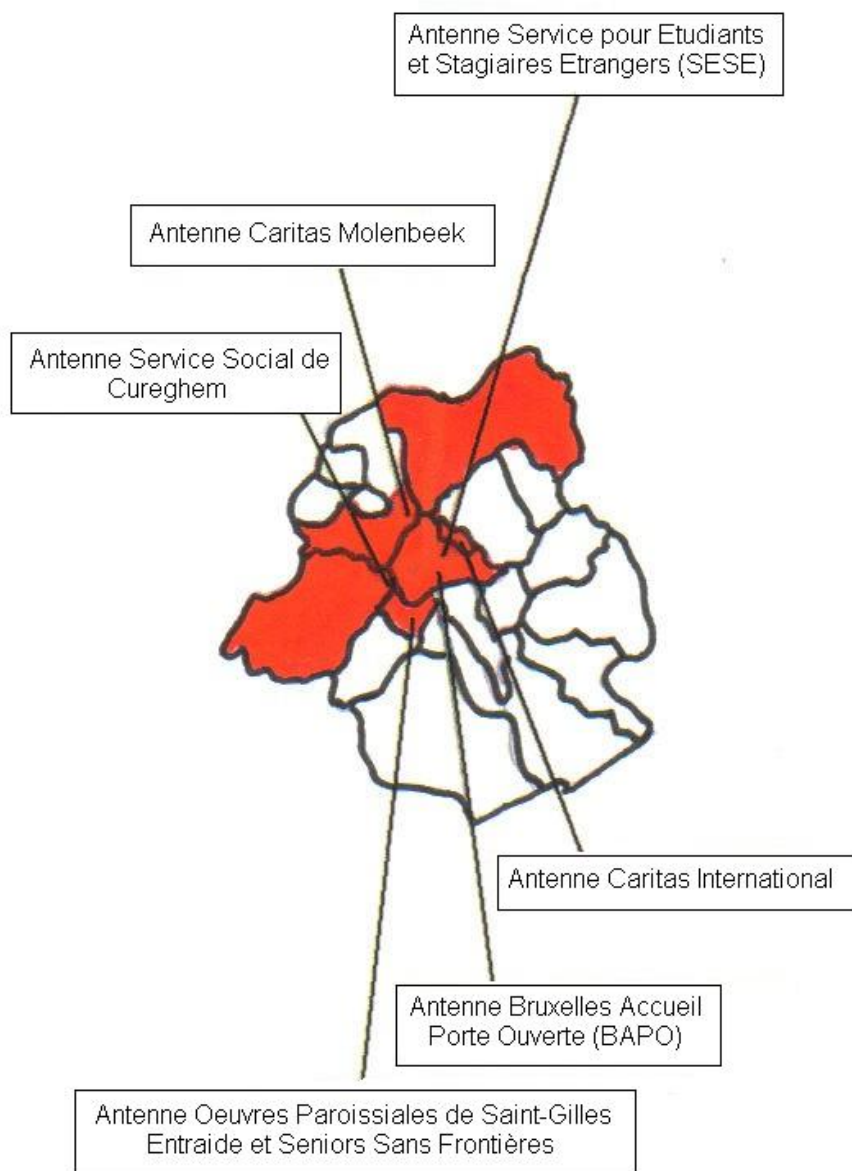 Antenne Service pour Etudiants
et Stagiaires Etrangers (SESE)
Antenne Caritas Molenbeek
Antenne Service Social de
Cureghem
Antenne Caritas International
Antenne Bruxelles Accueil
Porte Ouverte (BAPO)
Antenne Oeuvres Paroissiales de Saint-Gilles
Entraide et Seniors Sans Frontières